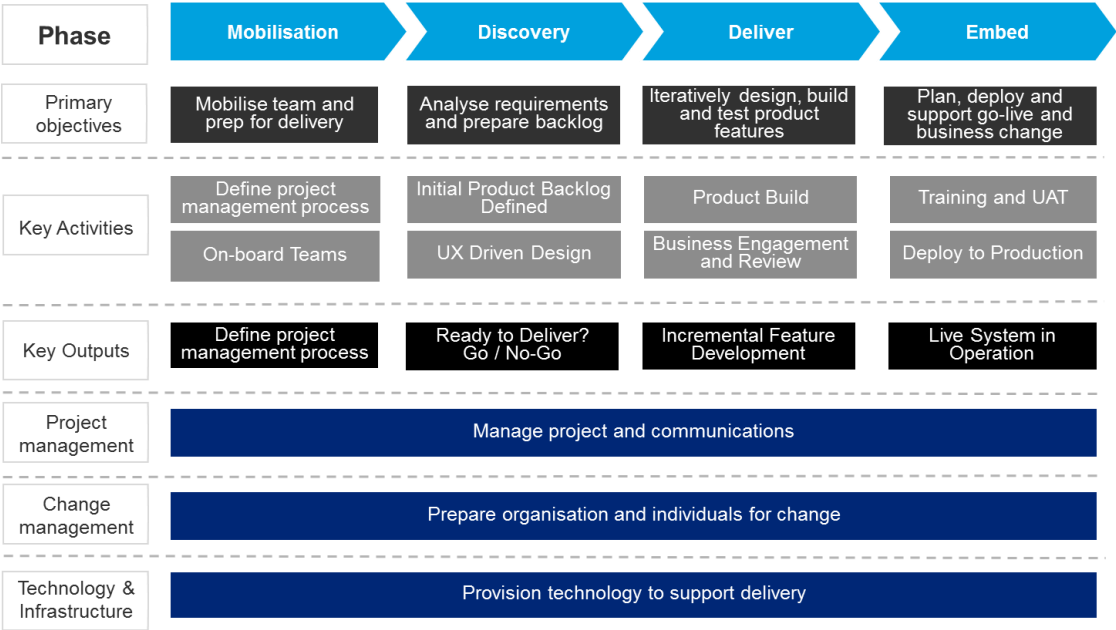 Phase
Mobilisation
Discovery
Deliver
Embed
Primary
objectives
Mobilise team and
prep for delivery
Analyse requirements
and prepare backlog
Iteratively design, build
and test product
features
Plan, deploy and
support go-live and
business change
Key Activities
Define project
management process
Initial Product Backlog
Defined
Product Build
Training and UAT
On-board Teams
UX Driven Design
Business Engagement
and Review
Deploy to Production
Key Outputs
Define project
management process
Ready to Deliver?
Go / No-Go
Incremental Feature
Development
Live System in
Operation
Project
management
Manage project and communications
Change
management
Prepare organisation and individuals for change
Technology &
Infrastructure
Provision technology to support delivery